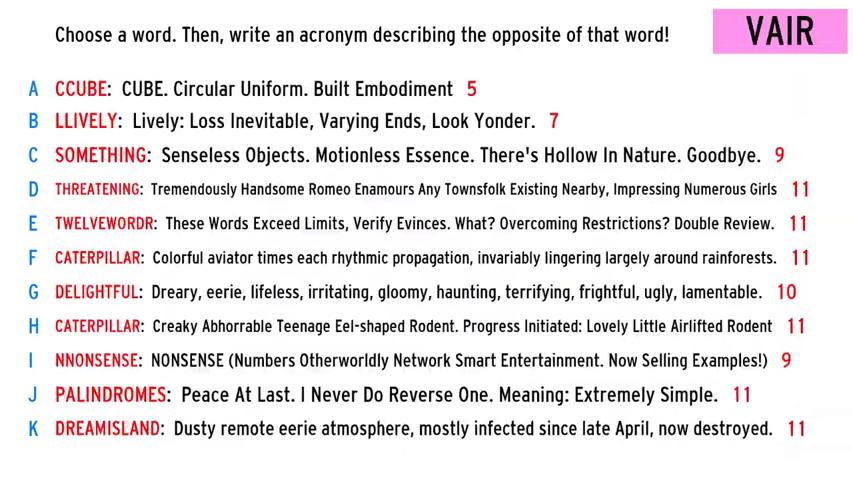 Choose a word. Then, write an acronym describing the opposite of that word!
VAIR
A CCUBE: CUBE. Circular Uniform. Built Embodiment 5
B LLIVELY: Lively: Loss Inevitable, Varying Ends, Look Yonder. 7
C SOMETHING: Senseless Objects. Motionless Essence. There's Hollow In Nature. Goodbye. 9
D THREATENING: Tremendously Handsome Romeo Enamours Any Townsfolk Existing Nearby, Impressing Numerous Girls 11
E TWELVEWORDR: These Words Exceed Limits, Verify Evinces. What? Overcoming Restrictions? Double Review. 11
F CATERPILLAR: Colorful aviator times each rhythmic propagation, invariably lingering largely around rainforests. 11
G DELIGHTFUL: Dreary, eerie, lifeless, irritating, gloomy, haunting, terrifying, frightful, ugly, lamentable. 10
H CATERPILLAR: Creaky Abhorrable Teenage Eel-shaped Rodent. Progress Initiated: Lovely Little Airlifted Rodent 11
I NNONSENSE: NONSENSE (Numbers Otherworldly Network Smart Entertainment. Now Selling Examples!) 9
J PALINDROMES: Peace At Last. I Never Do Reverse One. Meaning: Extremely Simple. 11
K DREAMISLAND: Dusty remote eerie atmosphere, mostly infected since late April, now destroyed. 11